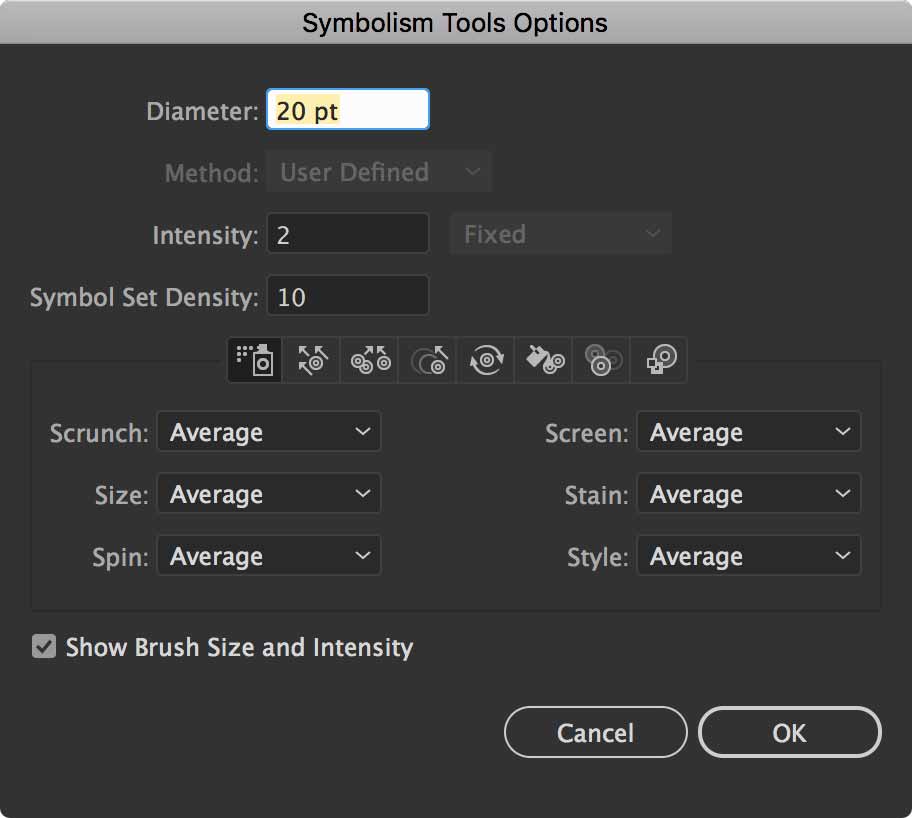 Symbolism Tools Options
Diameter: 20 pt
Method: User Defined
Intensity: 2 Fixed
Symbol Set Density: 10
Scrunch: Average Screen: Average
Size: Average Stain: Average
Spin: Average Style: Average
Show Brush Size and Intensity
Cancel OK